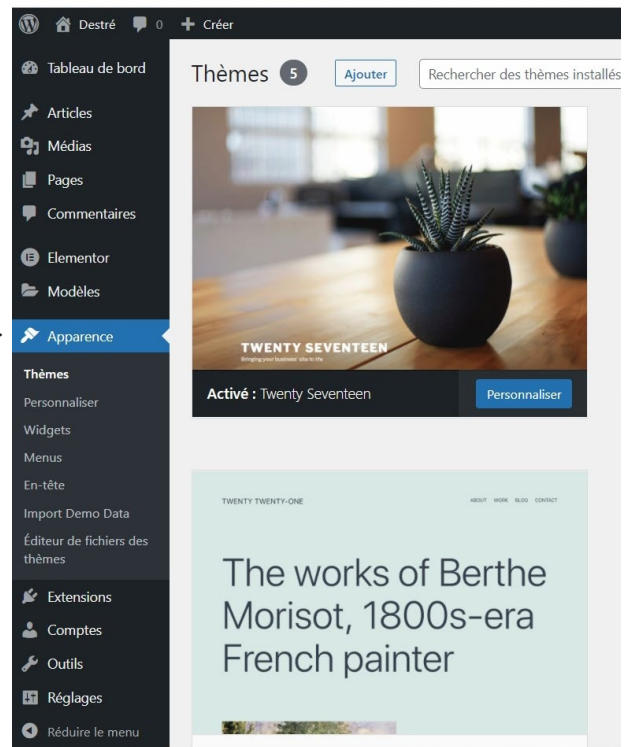 Destré 0 + Créer
Tableau de bord
Articles
Médias
Pages
Commentaires
Elementor
Modèles
Apparence
Thèmes
Personnaliser
Widgets
Menus
En-tête
Import Demo Data
Éditeur de fichiers des
thèmes
Extensions
Comptes
Outils
Réglages
Réduire le menu
Thèmes 5 Ajouter Rechercher des thèmes installés
TWENTY SEVENTEEN
Bringing your business' site to life
Activé : Twenty Seventeen Personnaliser
TWENTY TWENTY-ONE ABOUT WORK BLOG CONTACT
The works of Berthe
Morisot, 1800s-era
French painter